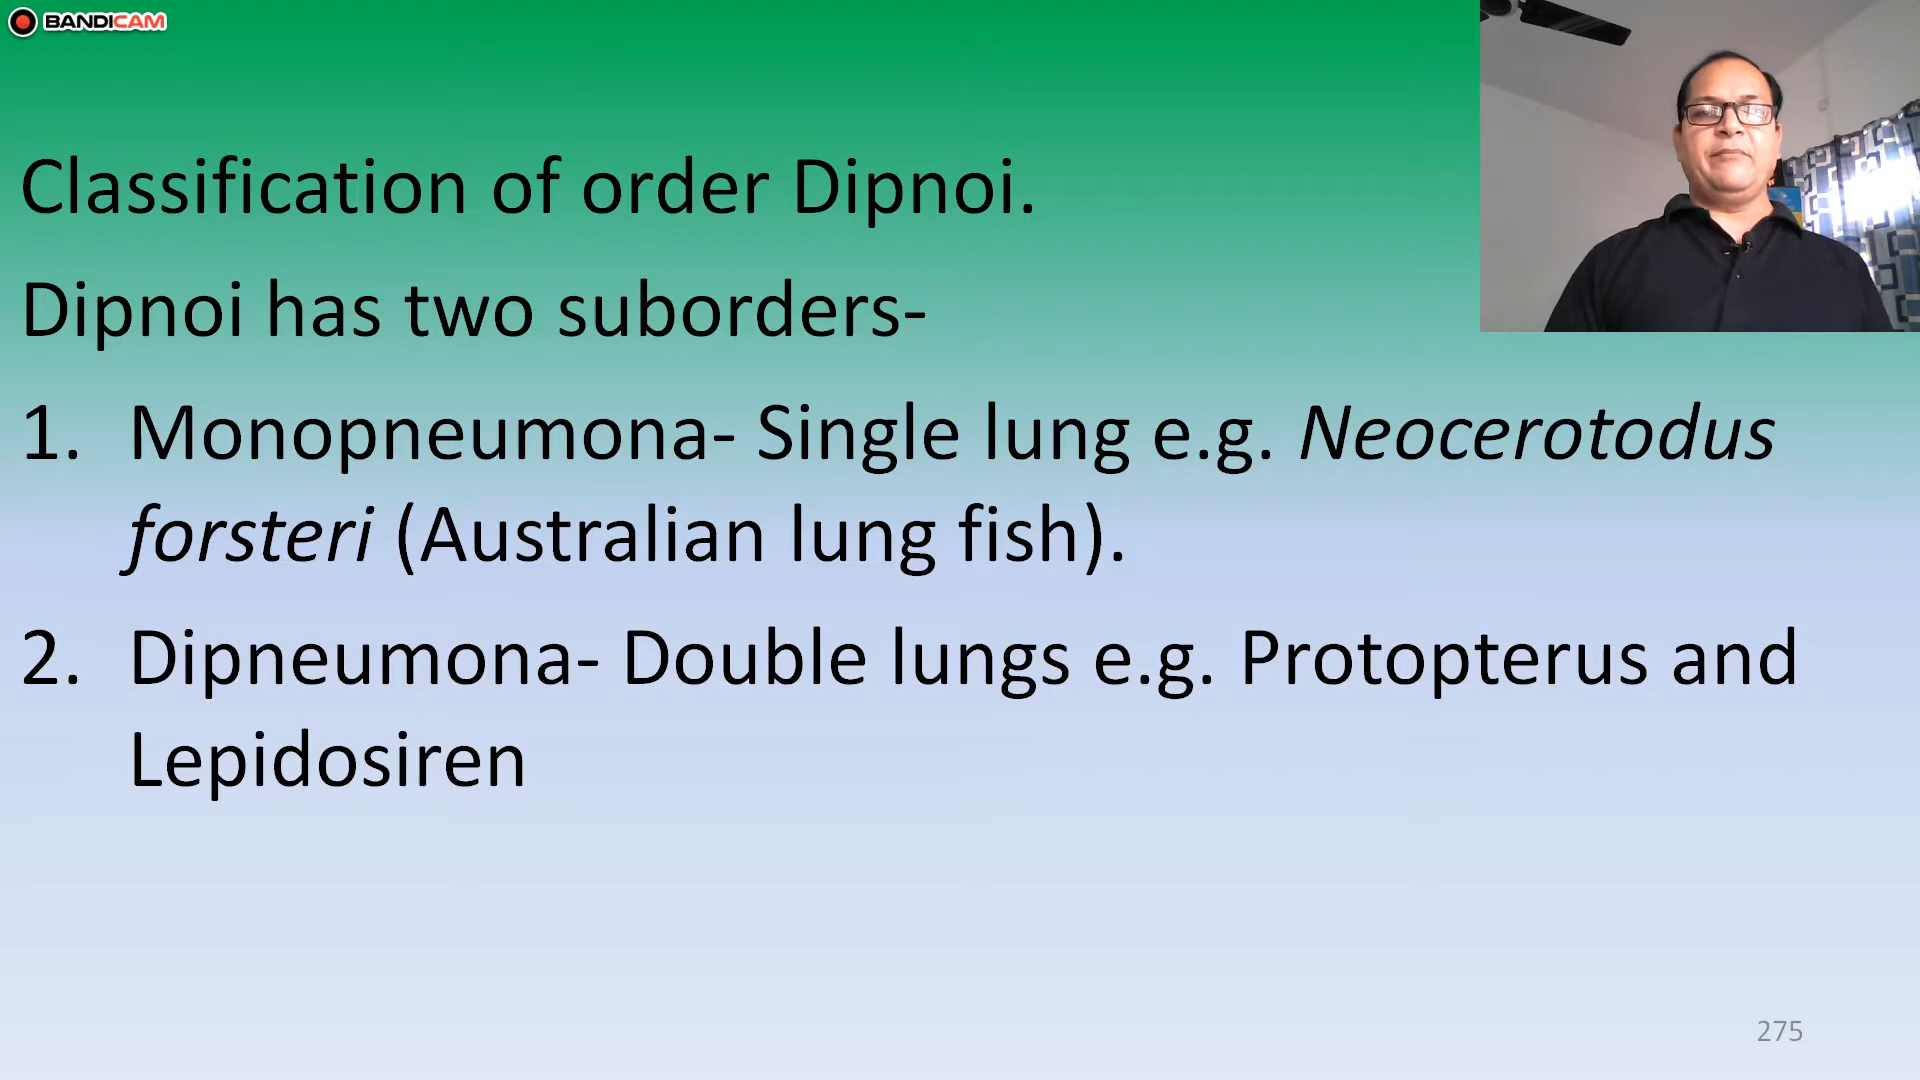 BANDICAM
Classification of order Dipnoi.
Dipnoi has two suborders-
1. Monopneumona- Single lung e.g. Neocerotodus
forsteri (Australian lung fish).
2. Dipneumona- Double lungs e.g. Protopterus and
Lepidosiren
275